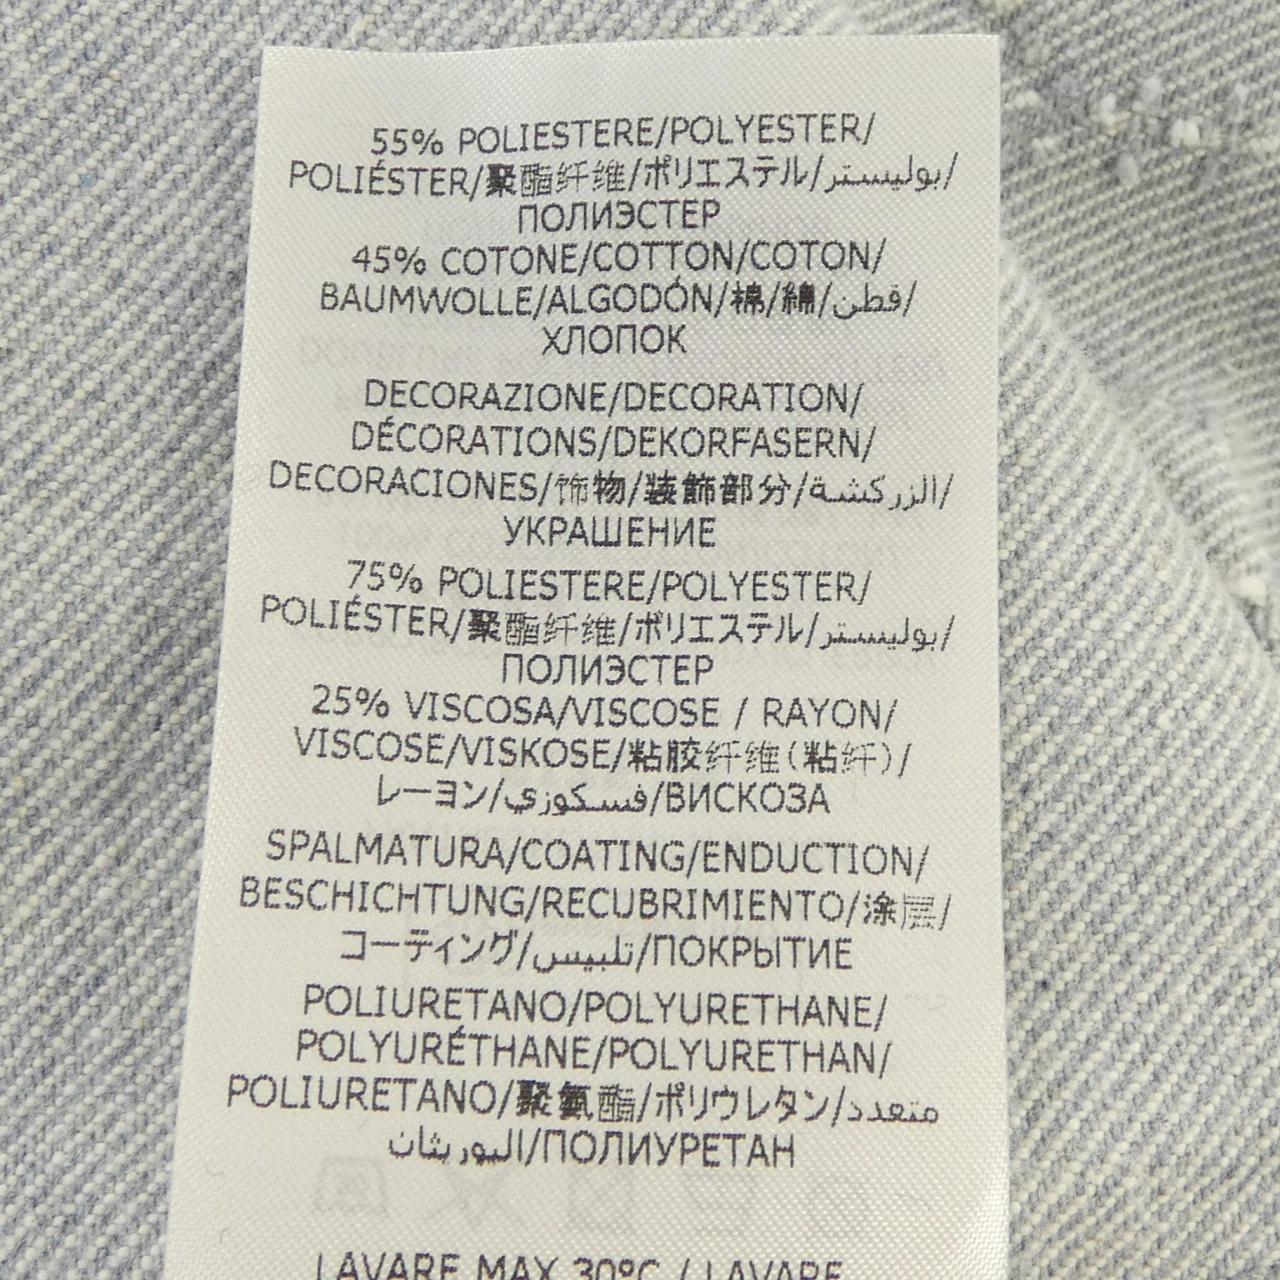 55% POLIESTERE/POLYESTER/
POLIÉSTER/聚酯纤维/ポリエステル/بوليستر/
ПОЛИЭСТЕР
45% COTONE/COTTON/COTON/
BAUMWOLLE/ALGODÓN/棉/綿/قطن/
ХЛОПОК
DECORAZIONE/DECORATION/
DÉCORATIONS/DEKORFASERN/
DECORACIONES/饰物/装飾部分/الزركشة/
УКРАШЕНИЕ
75% POLIESTERE/POLYESTER/
POLIÉSTER/聚酯纤维/ポリエステル/بوليستر/
ПОЛИЭСТЕР
25% VISCOSA/VISCOSE / RAYON/
VISCOSE/VISKOSE/粘胶纤维(粘纤)/
レーヨン/فسكوزي/ВИСКОЗА
SPALMATURA/COATING/ENDUCTION/
BESCHICHTUNG/RECUBRIMIENTO/涂层/
コーティング/تلبيس/ПОКРЫТИЕ
POLIURETANO/POLYURETHANE/
POLYURÉTHANE/POLYURETHAN/
POLIURETANO/聚氨酯/ポリウレタン/متعدد
اليوريثان/ПОЛИУРЕТАН
LAVARE MAX 30°C / LAVARE